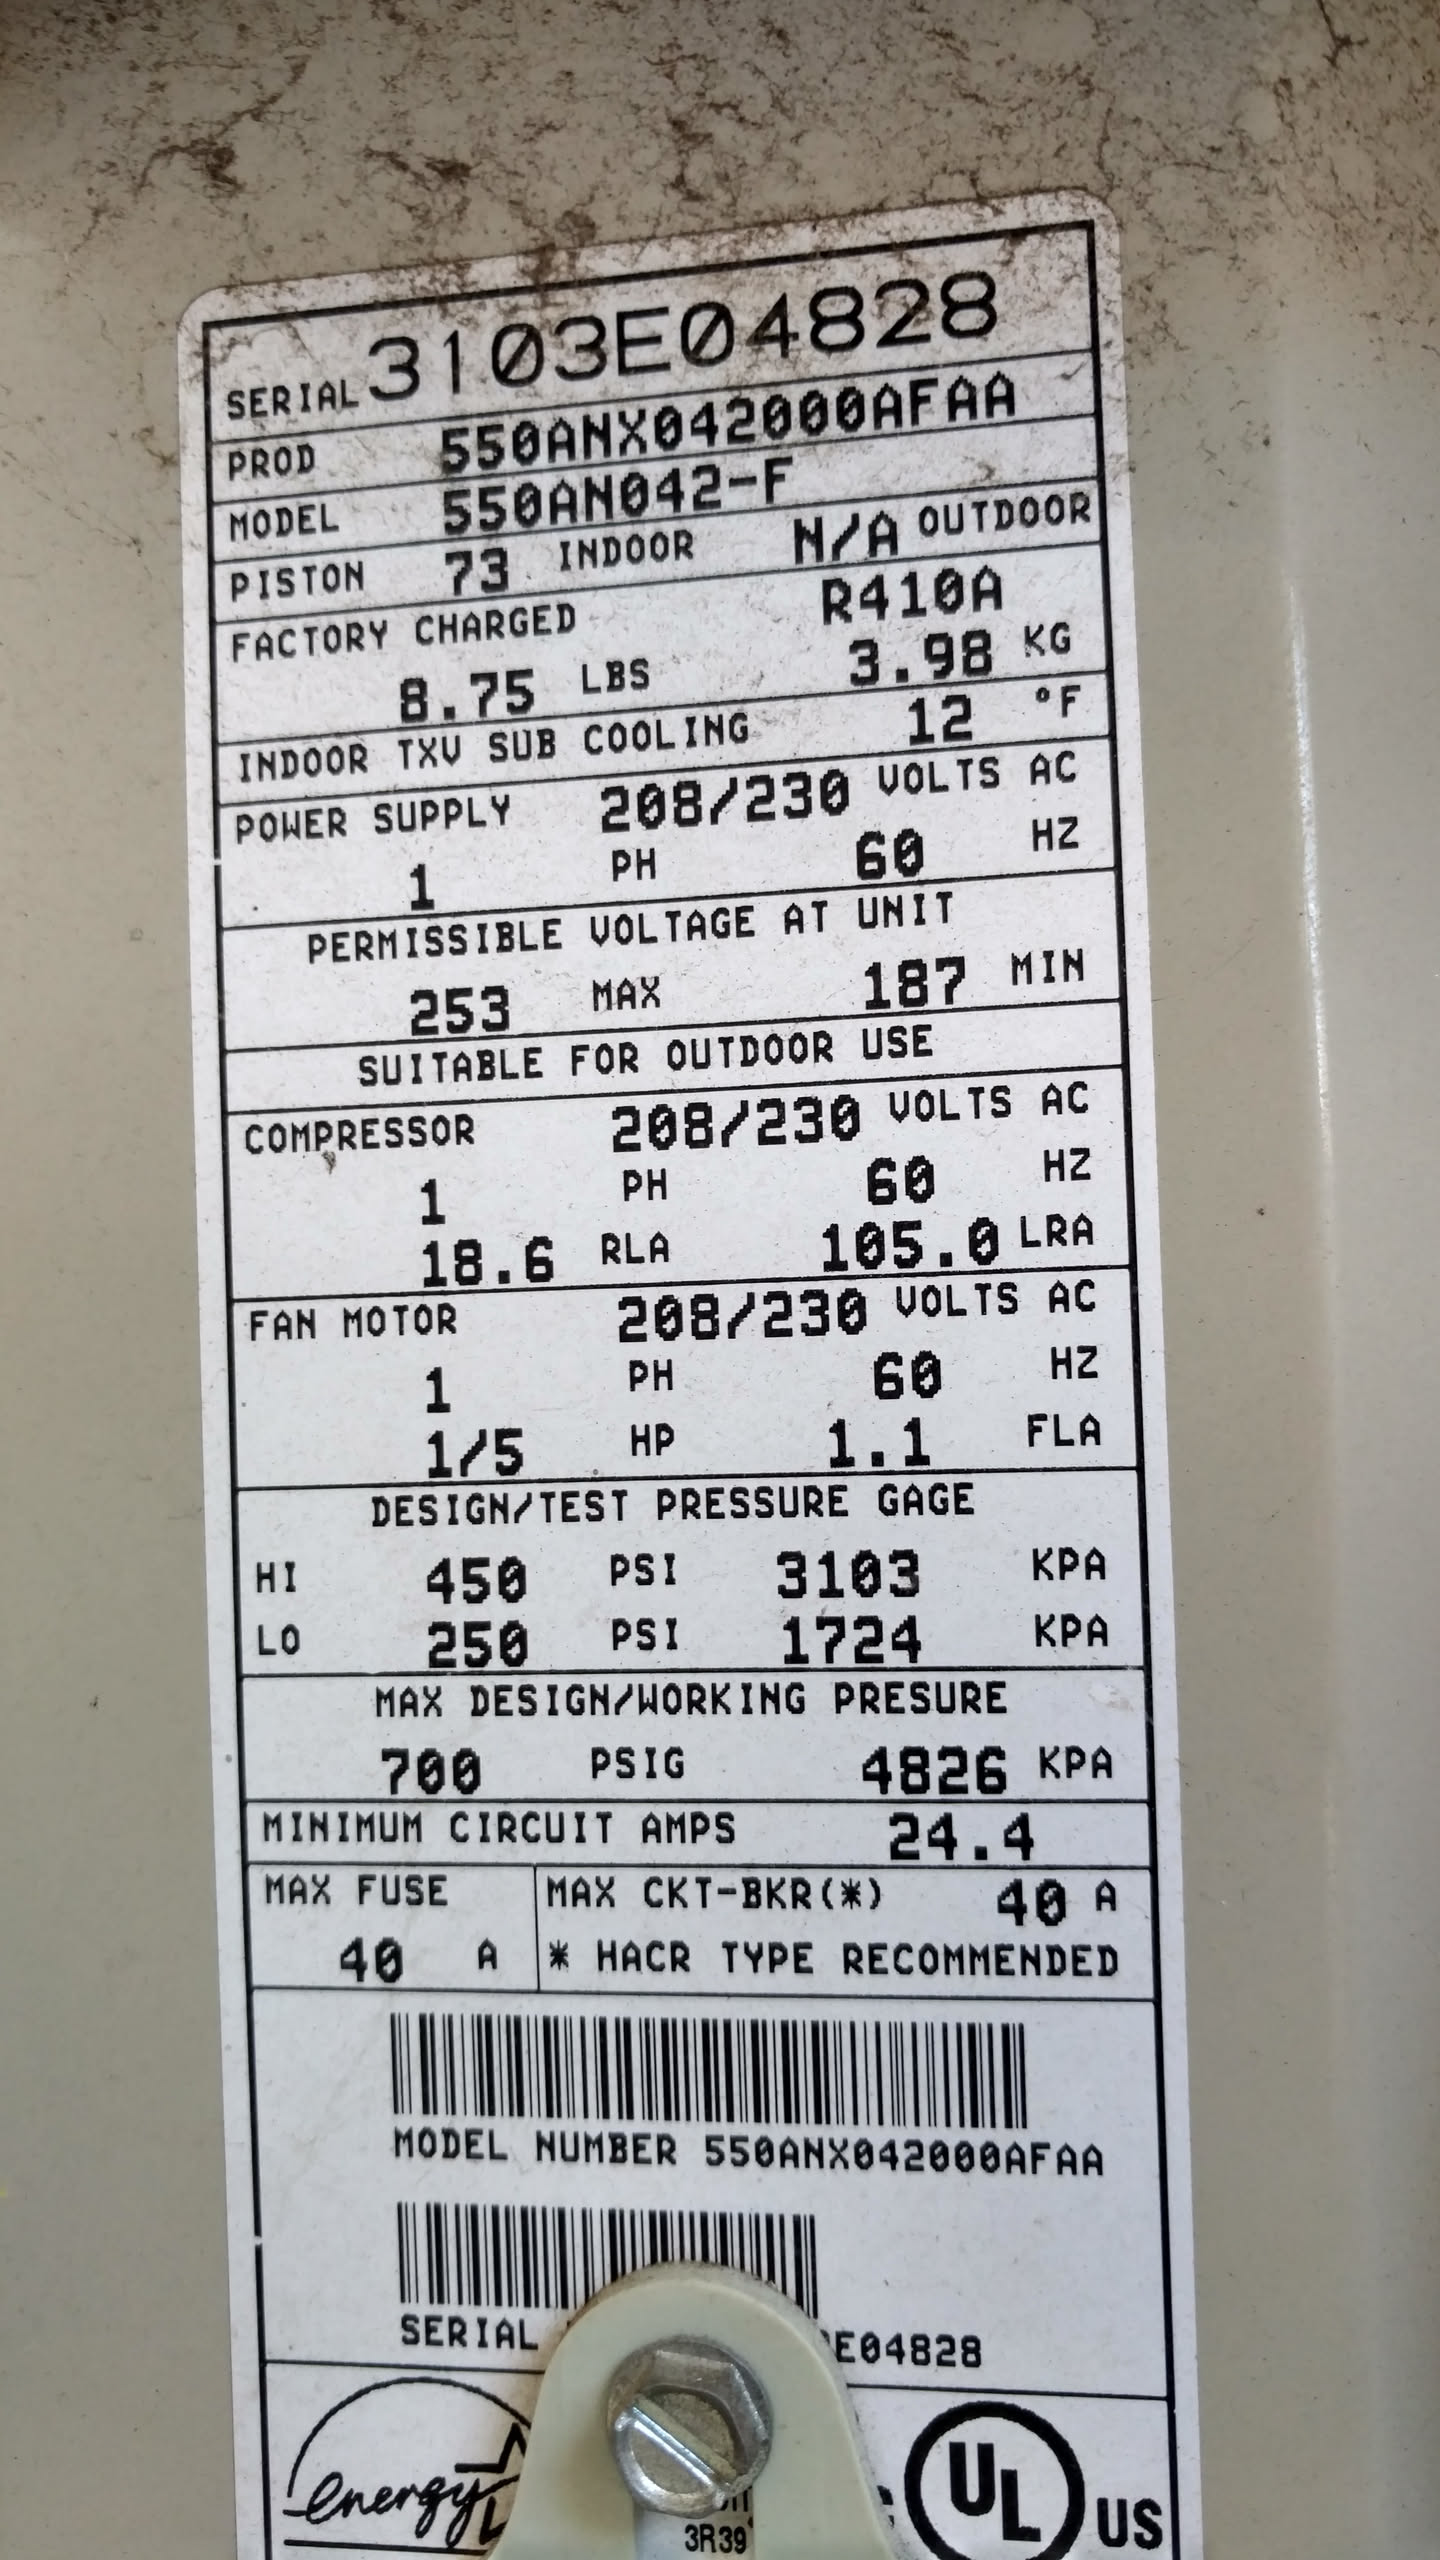 SERIAL 3103E04828
PROD 550ANX042000AFAA
MODEL 550AN042-F
PISTON 73 INDOOR N/A OUTDOOR
FACTORY CHARGED R410A
8.75 LBS 3.98 KG
INDOOR TXV SUB COOLING 12 °F
POWER SUPPLY 208/230 VOLTS AC
1 PH 60 HZ
PERMISSIBLE VOLTAGE AT UNIT
253 MAX 187 MIN
SUITABLE FOR OUTDOOR USE
COMPRESSOR 208/230 VOLTS AC
1 PH 60 HZ
18.6 RLA 105.0 LRA
FAN MOTOR 208/230 VOLTS AC
1 PH 60 HZ
1/5 HP 1.1 FLA
DESIGN/TEST PRESSURE GAGE
HI 450 PSI 3103 KPA
LO 250 PSI 1724 KPA
MAX DESIGN/WORKING PRESURE
700 PSIG 4826 KPA
MINIMUM CIRCUIT AMPS 24.4
MAX FUSE MAX CKT-BKR(*) 40 A
40 A * HACR TYPE RECOMMENDED
MODEL NUMBER 550ANX042000AFAA
SERIAL E04828
energy
UL US
3R39